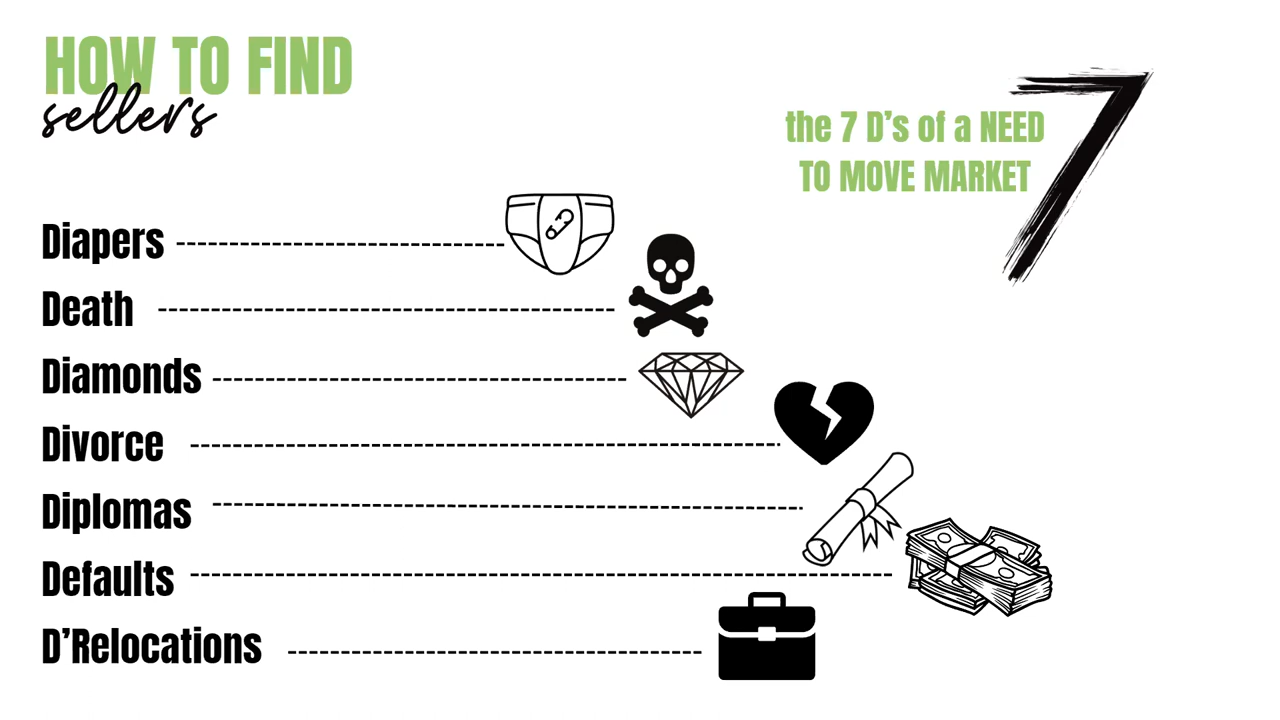 HOW TO FIND
sellers
7
the 7 D’s of a NEED
TO MOVE MARKET
Diapers
Death
Diamonds
Divorce
Diplomas
Defaults
D’Relocations